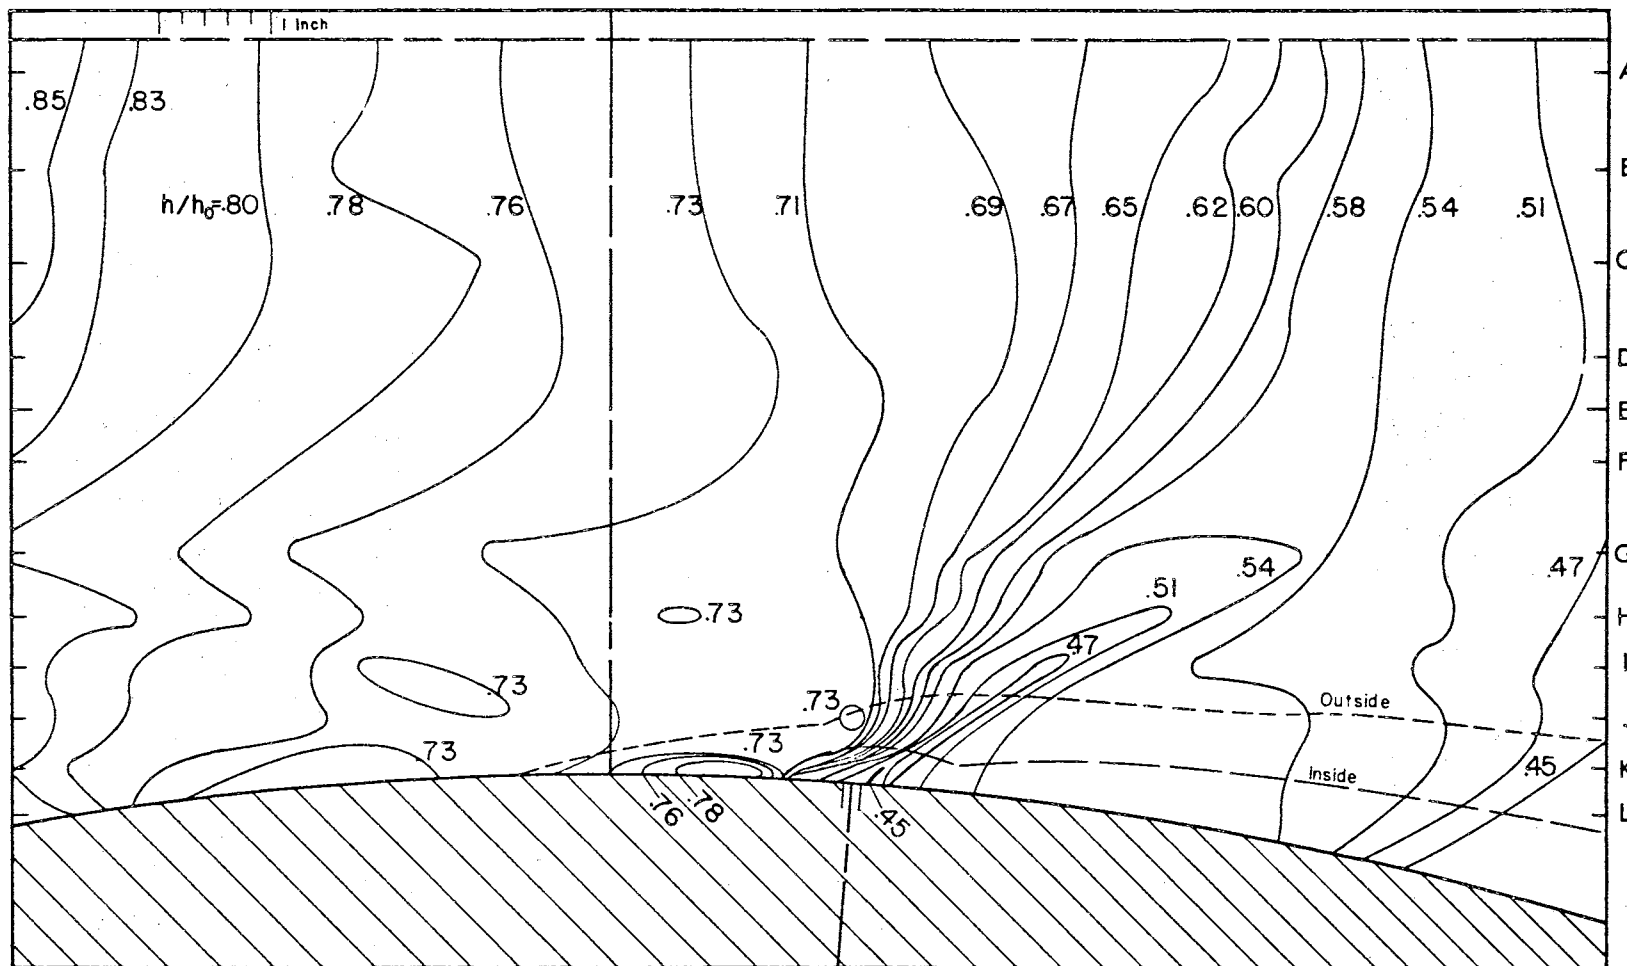 1 Inch
A
.85 .83
B
h/h₀=.80 .78 .76 .73 .71 .69 .67 .65 .62 .60 .58 .54 .51
C
D
E
F
G
.54 .47
.51
.73
H
.47
I
.73
.73
Outside
J
.73 .73
.45
K
Inside
.76 .78 .45
L